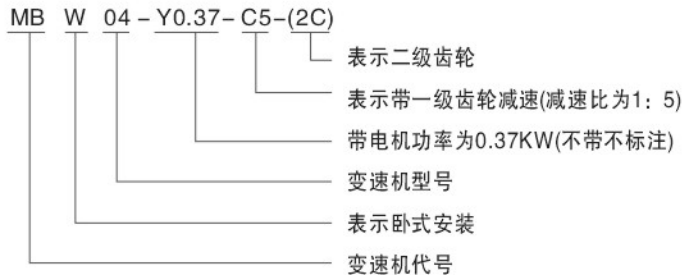 MB W 04-Y0.37-C5-(2C)
表示二级齿轮
表示带一级齿轮减速(减速比为1：5)
带电机功率为0.37KW(不带不标注)
变速机型号
表示卧式安装
变速机代号